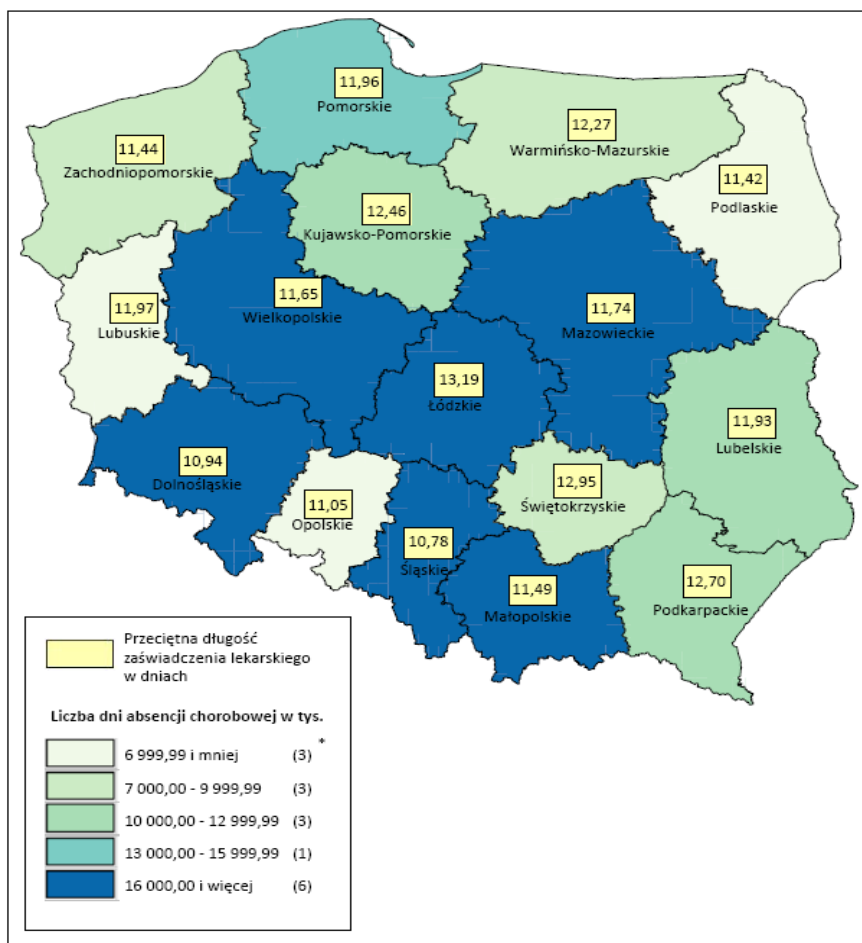 11,96
Pomorskie
12,27
Warmińsko-Mazurskie
11,44
Zachodniopomorskie
11,42
Podlaskie
12,46
Kujawsko-Pomorskie
11,97
Lubuskie
11,65
Wielkopolskie
11,74
Mazowieckie
13,19
Łódzkie
11,93
Lubelskie
10,94
Dolnośląskie
12,95
Świętokrzyskie
11,05
Opolskie
10,78
Śląskie
11,49
Małopolskie
12,70
Podkarpackie
Przeciętna długość
zaświadczenia lekarskiego
w dniach
Liczba dni absencji chorobowej w tys.
6 999,99 i mniej (3) *
7 000,00 - 9 999,99 (3)
10 000,00 - 12 999,99 (3)
13 000,00 - 15 999,99 (1)
16 000,00 i więcej (6)